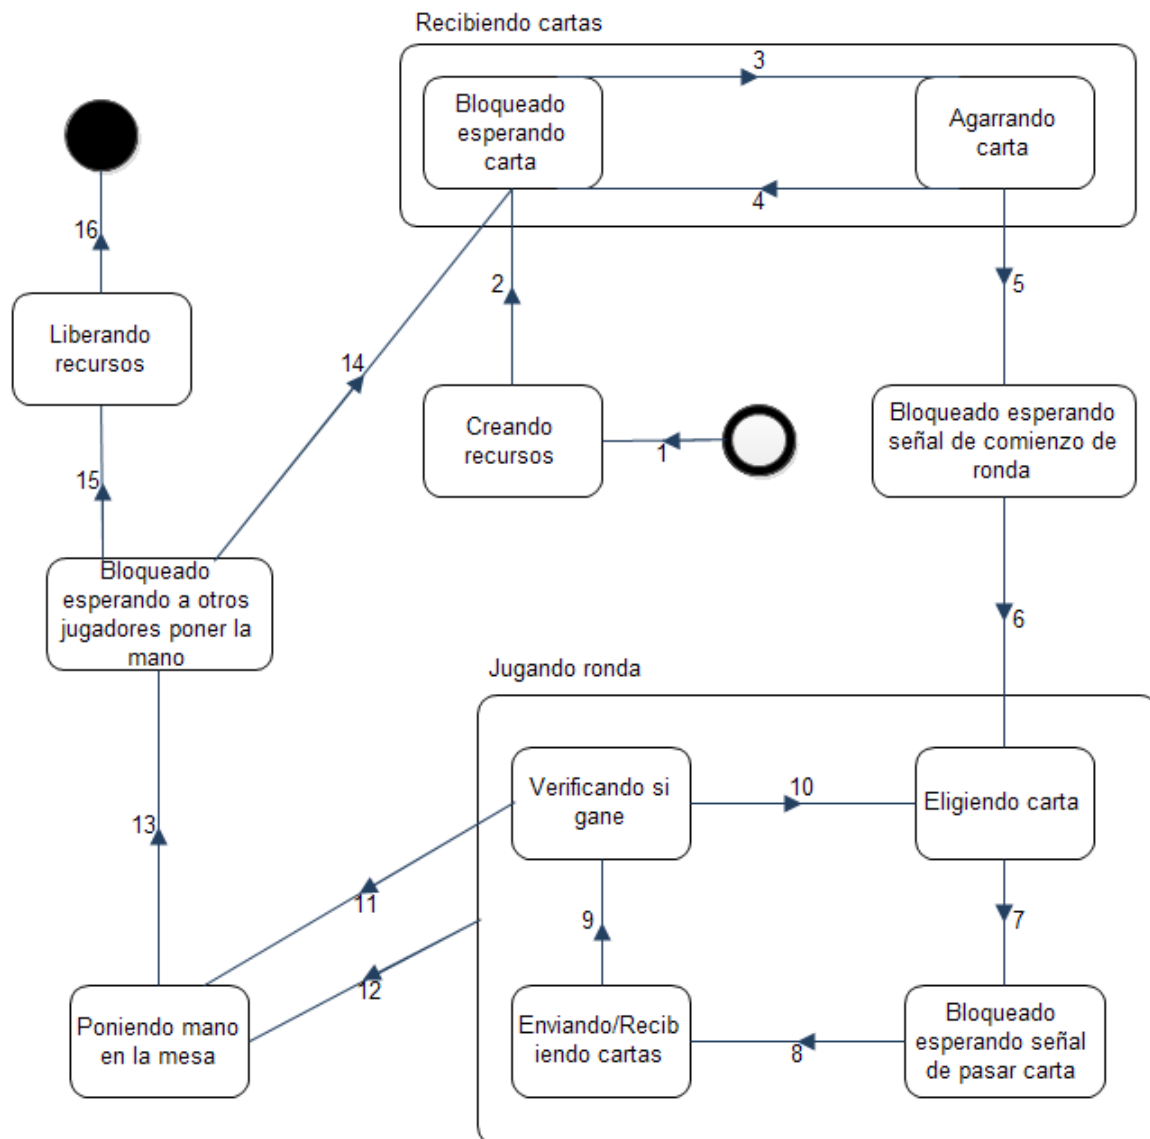 Recibiendo cartas
3
Bloqueado
esperando
carta
Agarrando
carta
4
16
2
5
Liberando
recursos
14
Creando
recursos
1
Bloqueado esperando
señal de comienzo de
ronda
15
Bloqueado
esperando a otros
jugadores poner la
mano
6
Jugando ronda
Verificando si
gane
10
Eligiendo carta
13
11
9
7
12
Poniendo mano
en la mesa
Enviando/Recib
iendo cartas
8
Bloqueado
esperando señal
de pasar carta